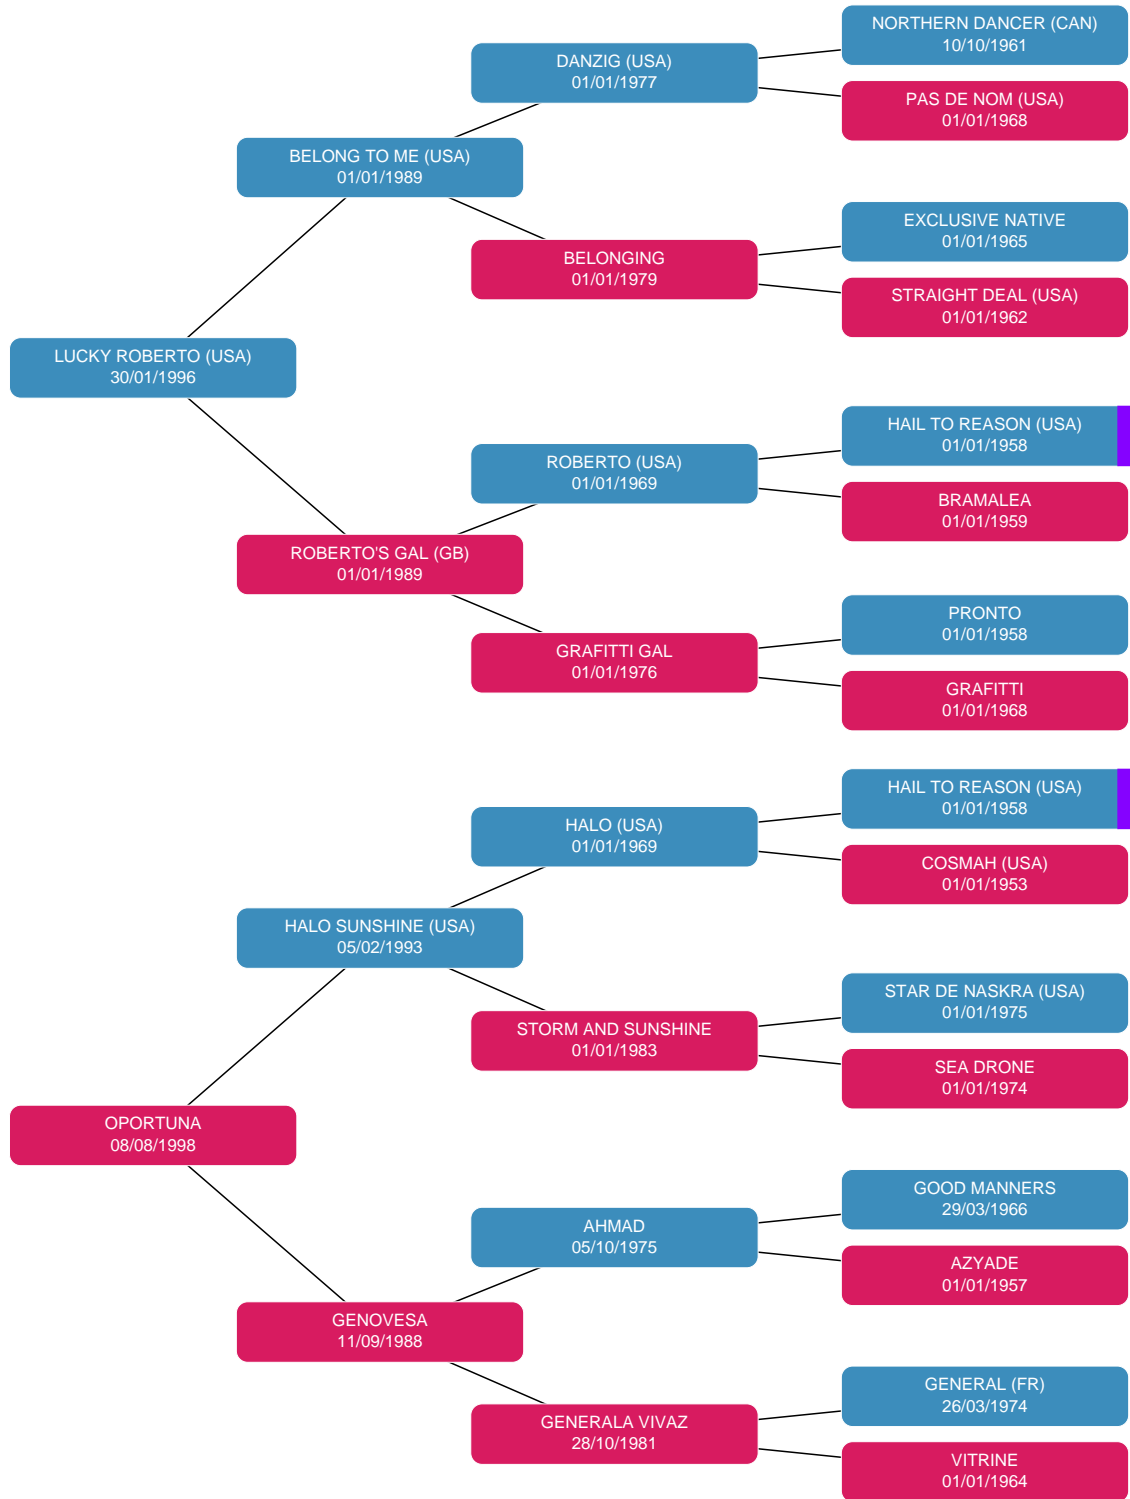 NORTHERN DANCER (CAN)
10/10/1961
DANZIG (USA)
01/01/1977
PAS DE NOM (USA)
01/01/1968
BELONG TO ME (USA)
01/01/1989
EXCLUSIVE NATIVE
01/01/1965
BELONGING
01/01/1979
STRAIGHT DEAL (USA)
01/01/1962
LUCKY ROBERTO (USA)
30/01/1996
HAIL TO REASON (USA)
01/01/1958
ROBERTO (USA)
01/01/1969
BRAMALEA
01/01/1959
ROBERTO'S GAL (GB)
01/01/1989
PRONTO
01/01/1958
GRAFITTI GAL
01/01/1976
GRAFITTI
01/01/1968
HAIL TO REASON (USA)
01/01/1958
HALO (USA)
01/01/1969
COSMAH (USA)
01/01/1953
HALO SUNSHINE (USA)
05/02/1993
STAR DE NASKRA (USA)
01/01/1975
STORM AND SUNSHINE
01/01/1983
SEA DRONE
01/01/1974
OPORTUNA
08/08/1998
GOOD MANNERS
29/03/1966
AHMAD
05/10/1975
AZYADE
01/01/1957
GENOVESA
11/09/1988
GENERAL (FR)
26/03/1974
GENERALA VIVAZ
28/10/1981
VITRINE
01/01/1964